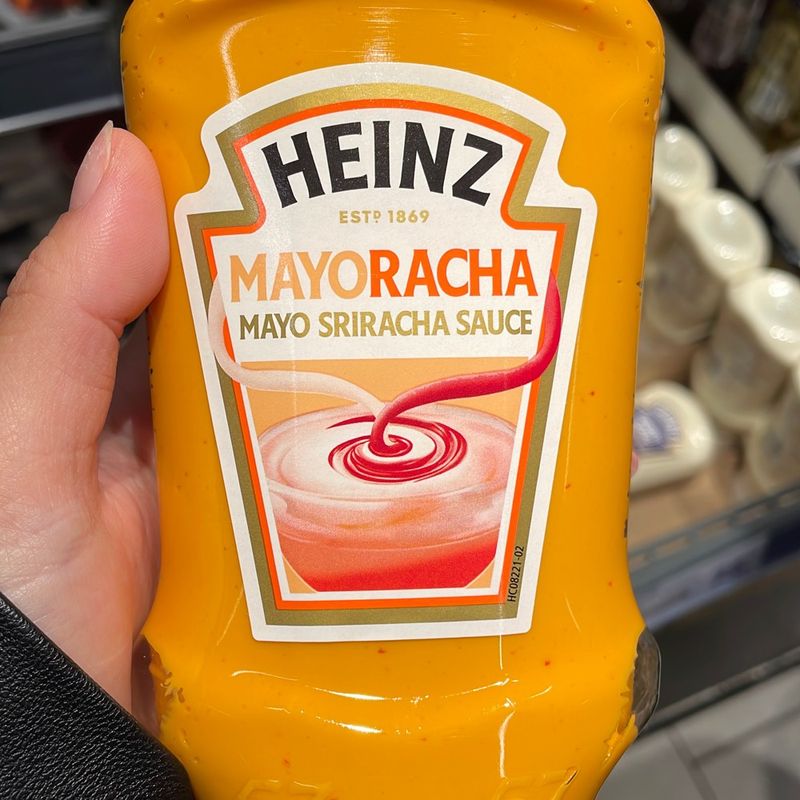 HEINZ
ESTD 1869
MAYORACHA
MAYO SRIRACHA SAUCE
HC08221-02